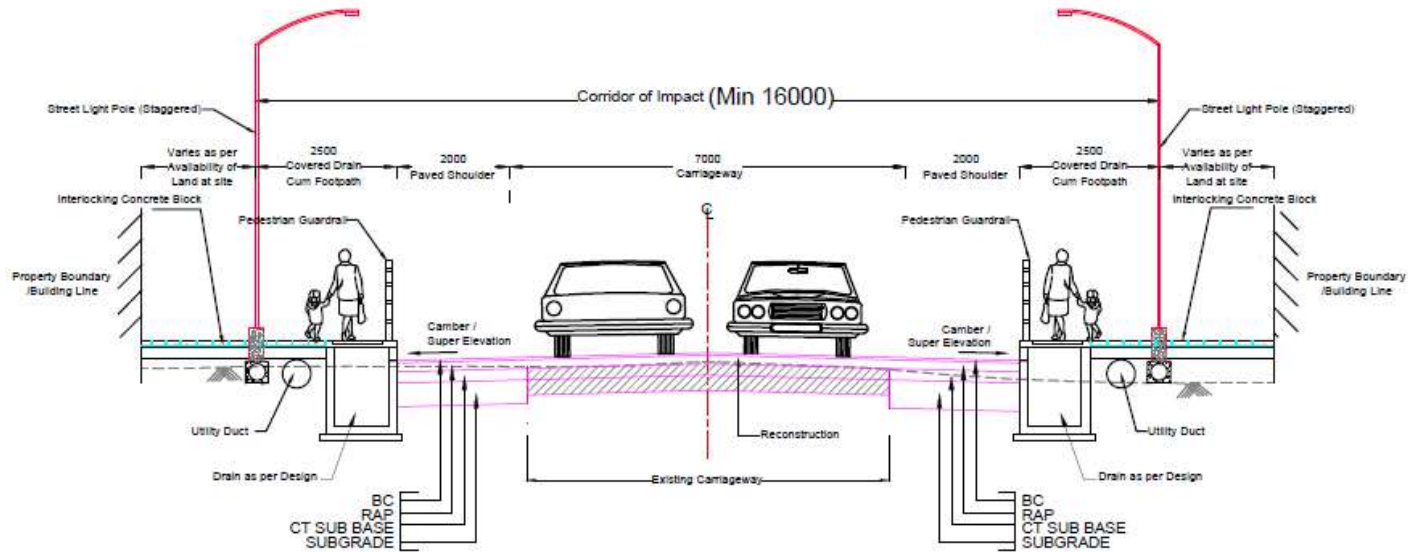 Corridor of Impact (Min 16000)
Street Light Pole (Staggered)
Street Light Pole (Staggered)
Varies as per
Availability of
Land at site
2500
Covered Drain
Cum Footpath
2000
Paved Shoulder
7000
Carriageway
2000
Paved Shoulder
2500
Covered Drain
Cum Footpath
Varies as per
Availability of
Land at site
Interlocking Concrete Block
Pedestrian Guardrail
℄
Pedestrian Guardrail
Interlocking Concrete Block
Property Boundary
/Building Line
Property Boundary
/Building Line
Camber /
Super Elevation
Camber /
Super Elevation
Utility Duct
Reconstruction
Utility Duct
Drain as per Design
Existing Carriageway
Drain as per Design
BC
RAP
CT SUB BASE
SUBGRADE
BC
RAP
CT SUB BASE
SUBGRADE